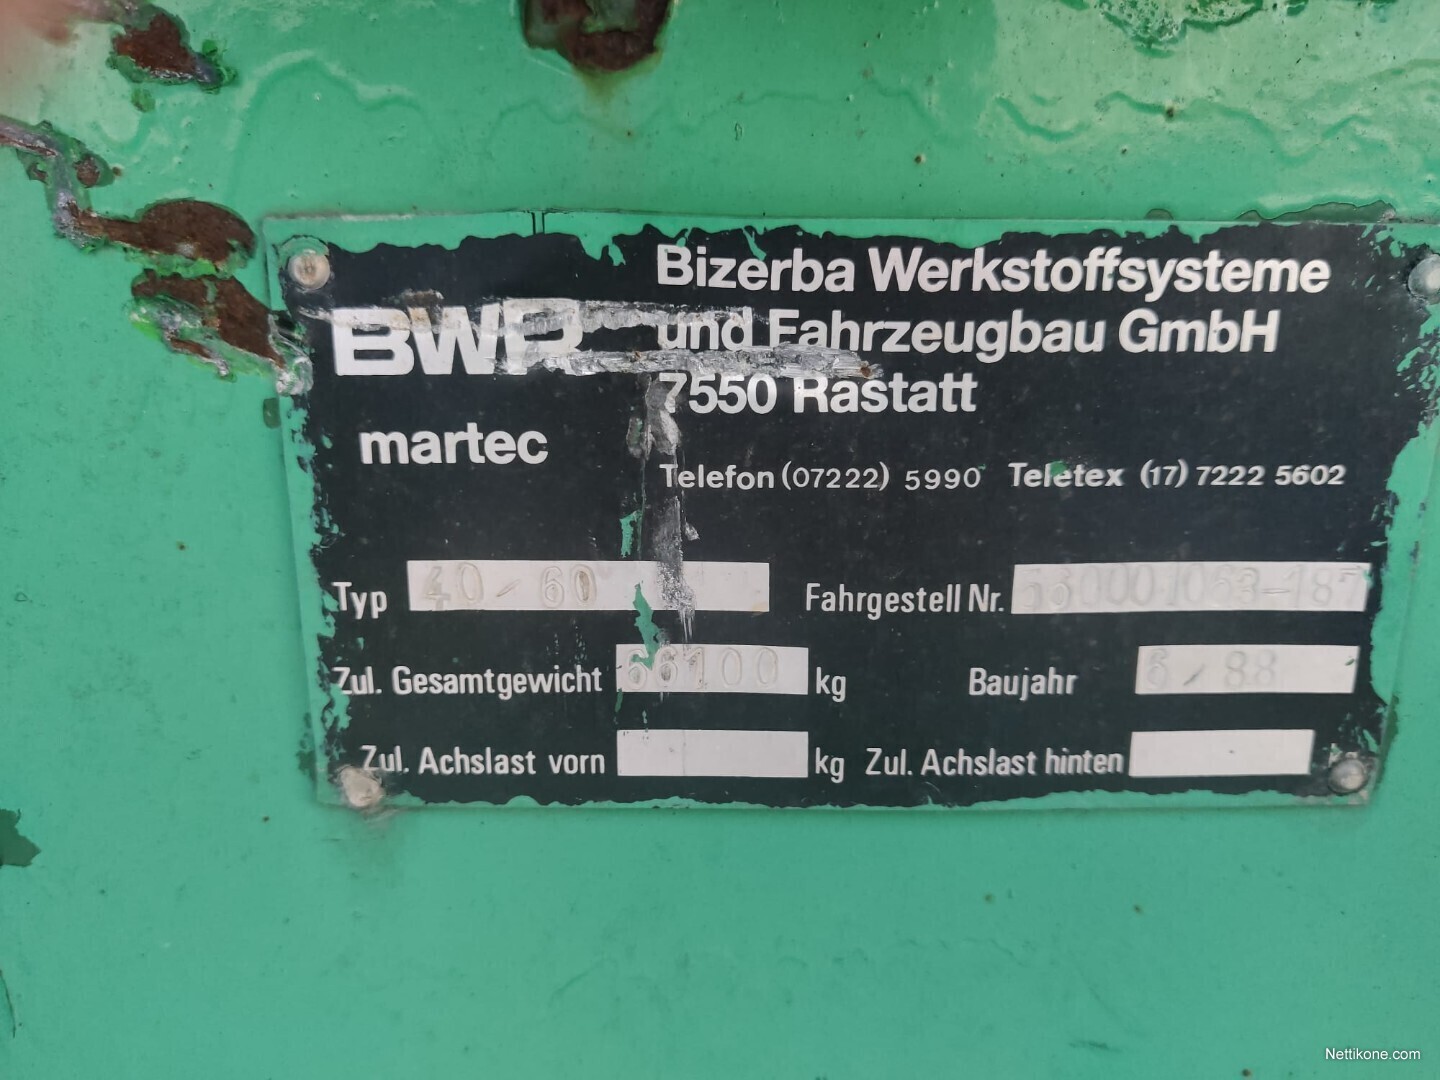 BWR
martec
Bizerba Werkstoffsysteme
und Fahrzeugbau GmbH
7550 Rastatt
Telefon (07222) 5990 Teletex (17) 7222 5602
Typ 40-60 Fahrgestell Nr.
Zul. Gesamtgewicht 66100 kg Baujahr 6/88
Zul. Achslast vorn kg Zul. Achslast hinten
Nettikone.com